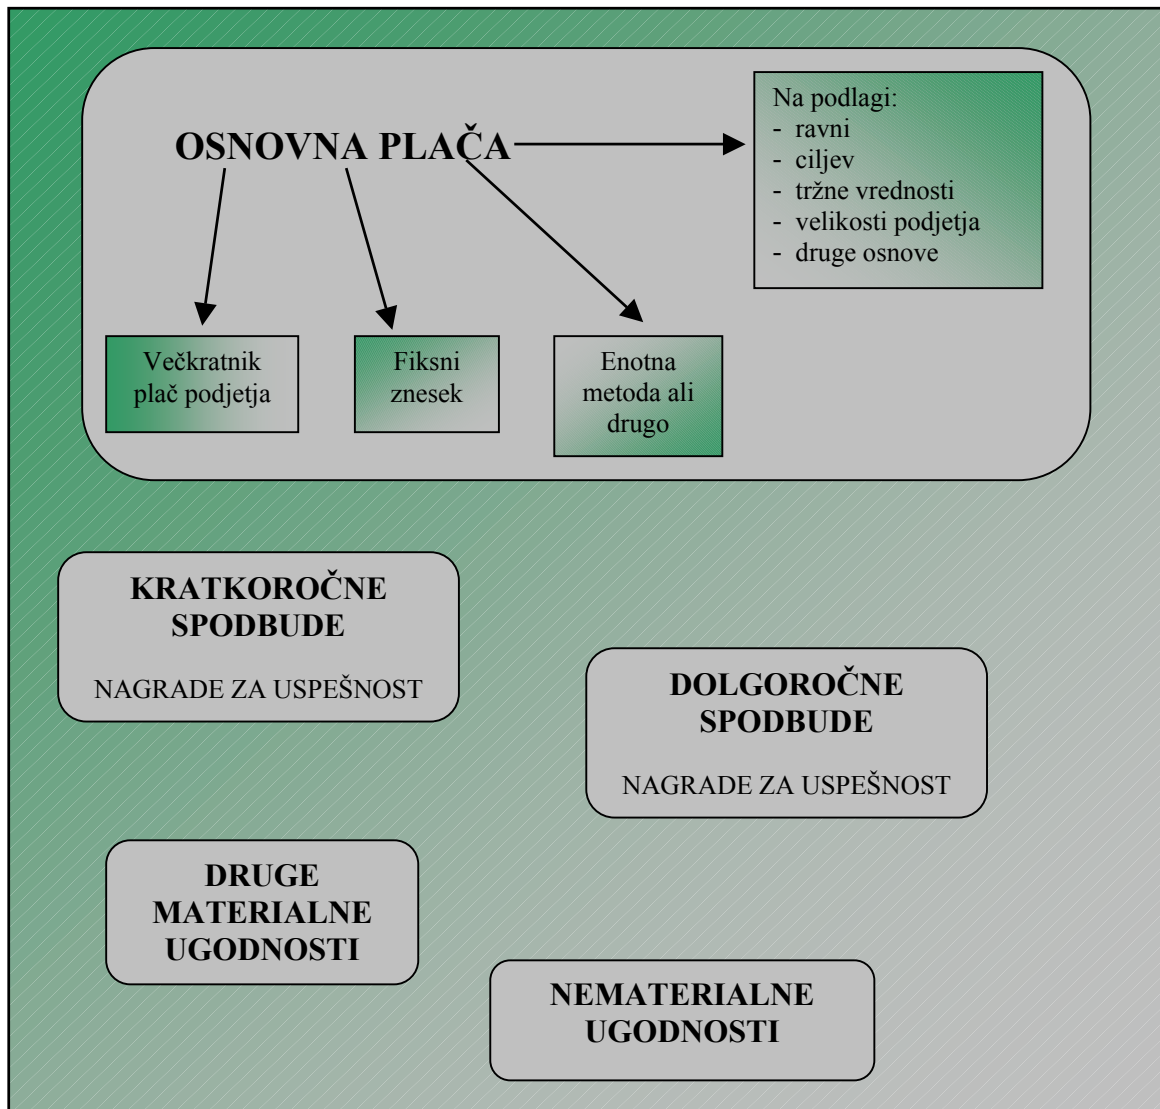 OSNOVNA PLAČA
Na podlagi:
- ravni
- ciljev
- tržne vrednosti
- velikosti podjetja
- druge osnove
Večkratnik
plač podjetja
Fiksni
znesek
Enotna
metoda ali
drugo
KRATKOROČNE
SPODBUDE
NAGRADE ZA USPEŠNOST
DOLGOROČNE
SPODBUDE
NAGRADE ZA USPEŠNOST
DRUGE
MATERIALNE
UGODNOSTI
NEMATERIALNE
UGODNOSTI